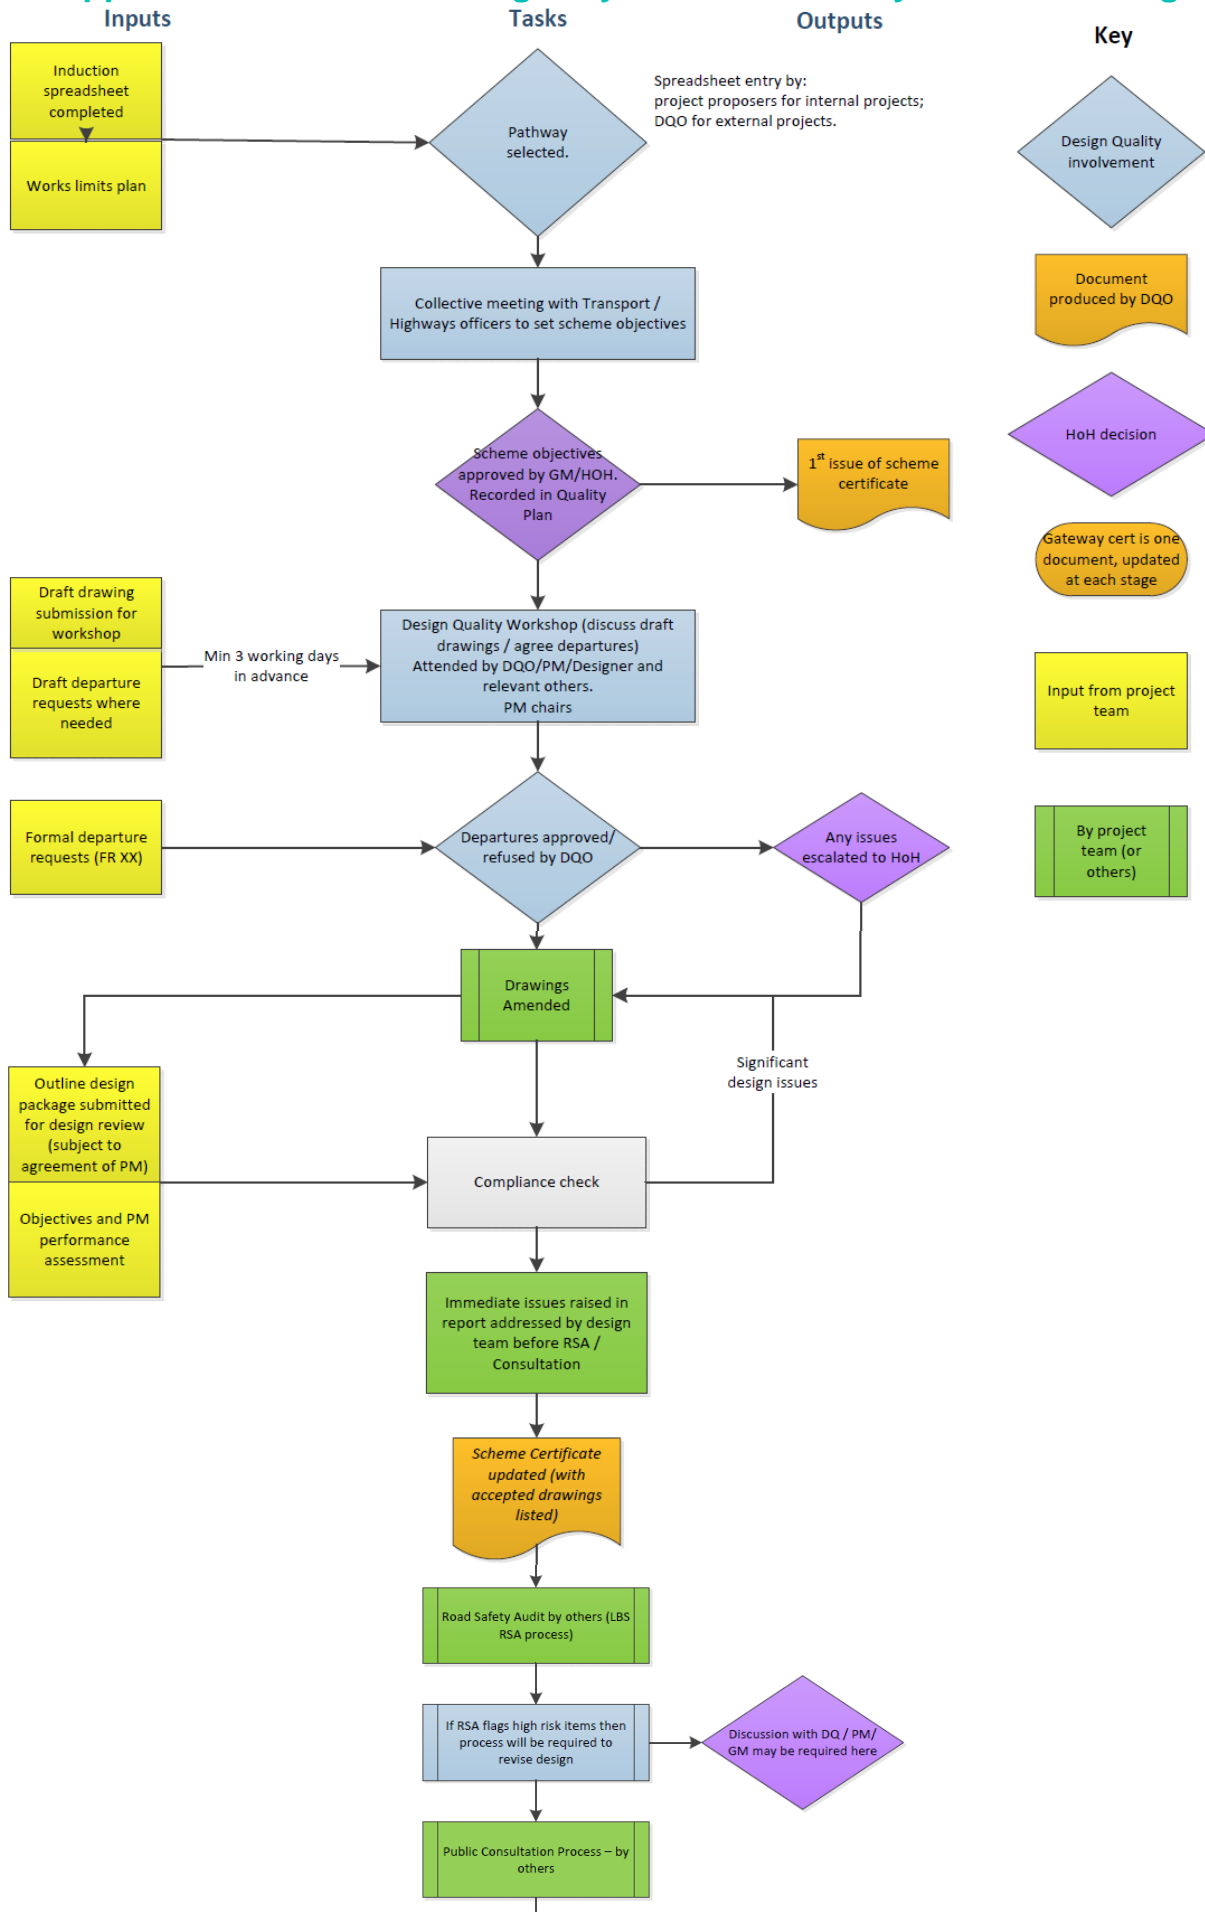 Inputs
Tasks
Outputs
Key
Induction
spreadsheet
completed
Works limits plan
Pathway
selected.
Spreadsheet entry by:
project proposers for internal projects;
DQO for external projects.
Design Quality
involvement
Collective meeting with Transport /
Highways officers to set scheme objectives
Document
produced by DQO
Scheme objectives
approved by GM/HOH.
Recorded in Quality
Plan
1st issue of scheme
certificate
HoH decision
Gateway cert is one
document, updated
at each stage
Draft drawing
submission for
workshop
Draft departure
requests where
needed
Min 3 working days
in advance
Design Quality Workshop (discuss draft
drawings / agree departures)
Attended by DQO/PM/Designer and
relevant others.
PM chairs
Input from project
team
Formal departure
requests (FR XX)
Departures approved/
refused by DQO
Any issues
escalated to HoH
By project
team (or
others)
Drawings
Amended
Significant
design issues
Outline design
package submitted
for design review
(subject to
agreement of PM)
Objectives and PM
performance
assessment
Compliance check
Immediate issues raised in
report addressed by design
team before RSA /
Consultation
Scheme Certificate
updated (with
accepted drawings
listed)
Road Safety Audit by others (LBS
RSA process)
If RSA flags high risk items then
process will be required to
revise design
Discussion with DQ / PM/
GM may be required here
Public Consultation Process – by
others